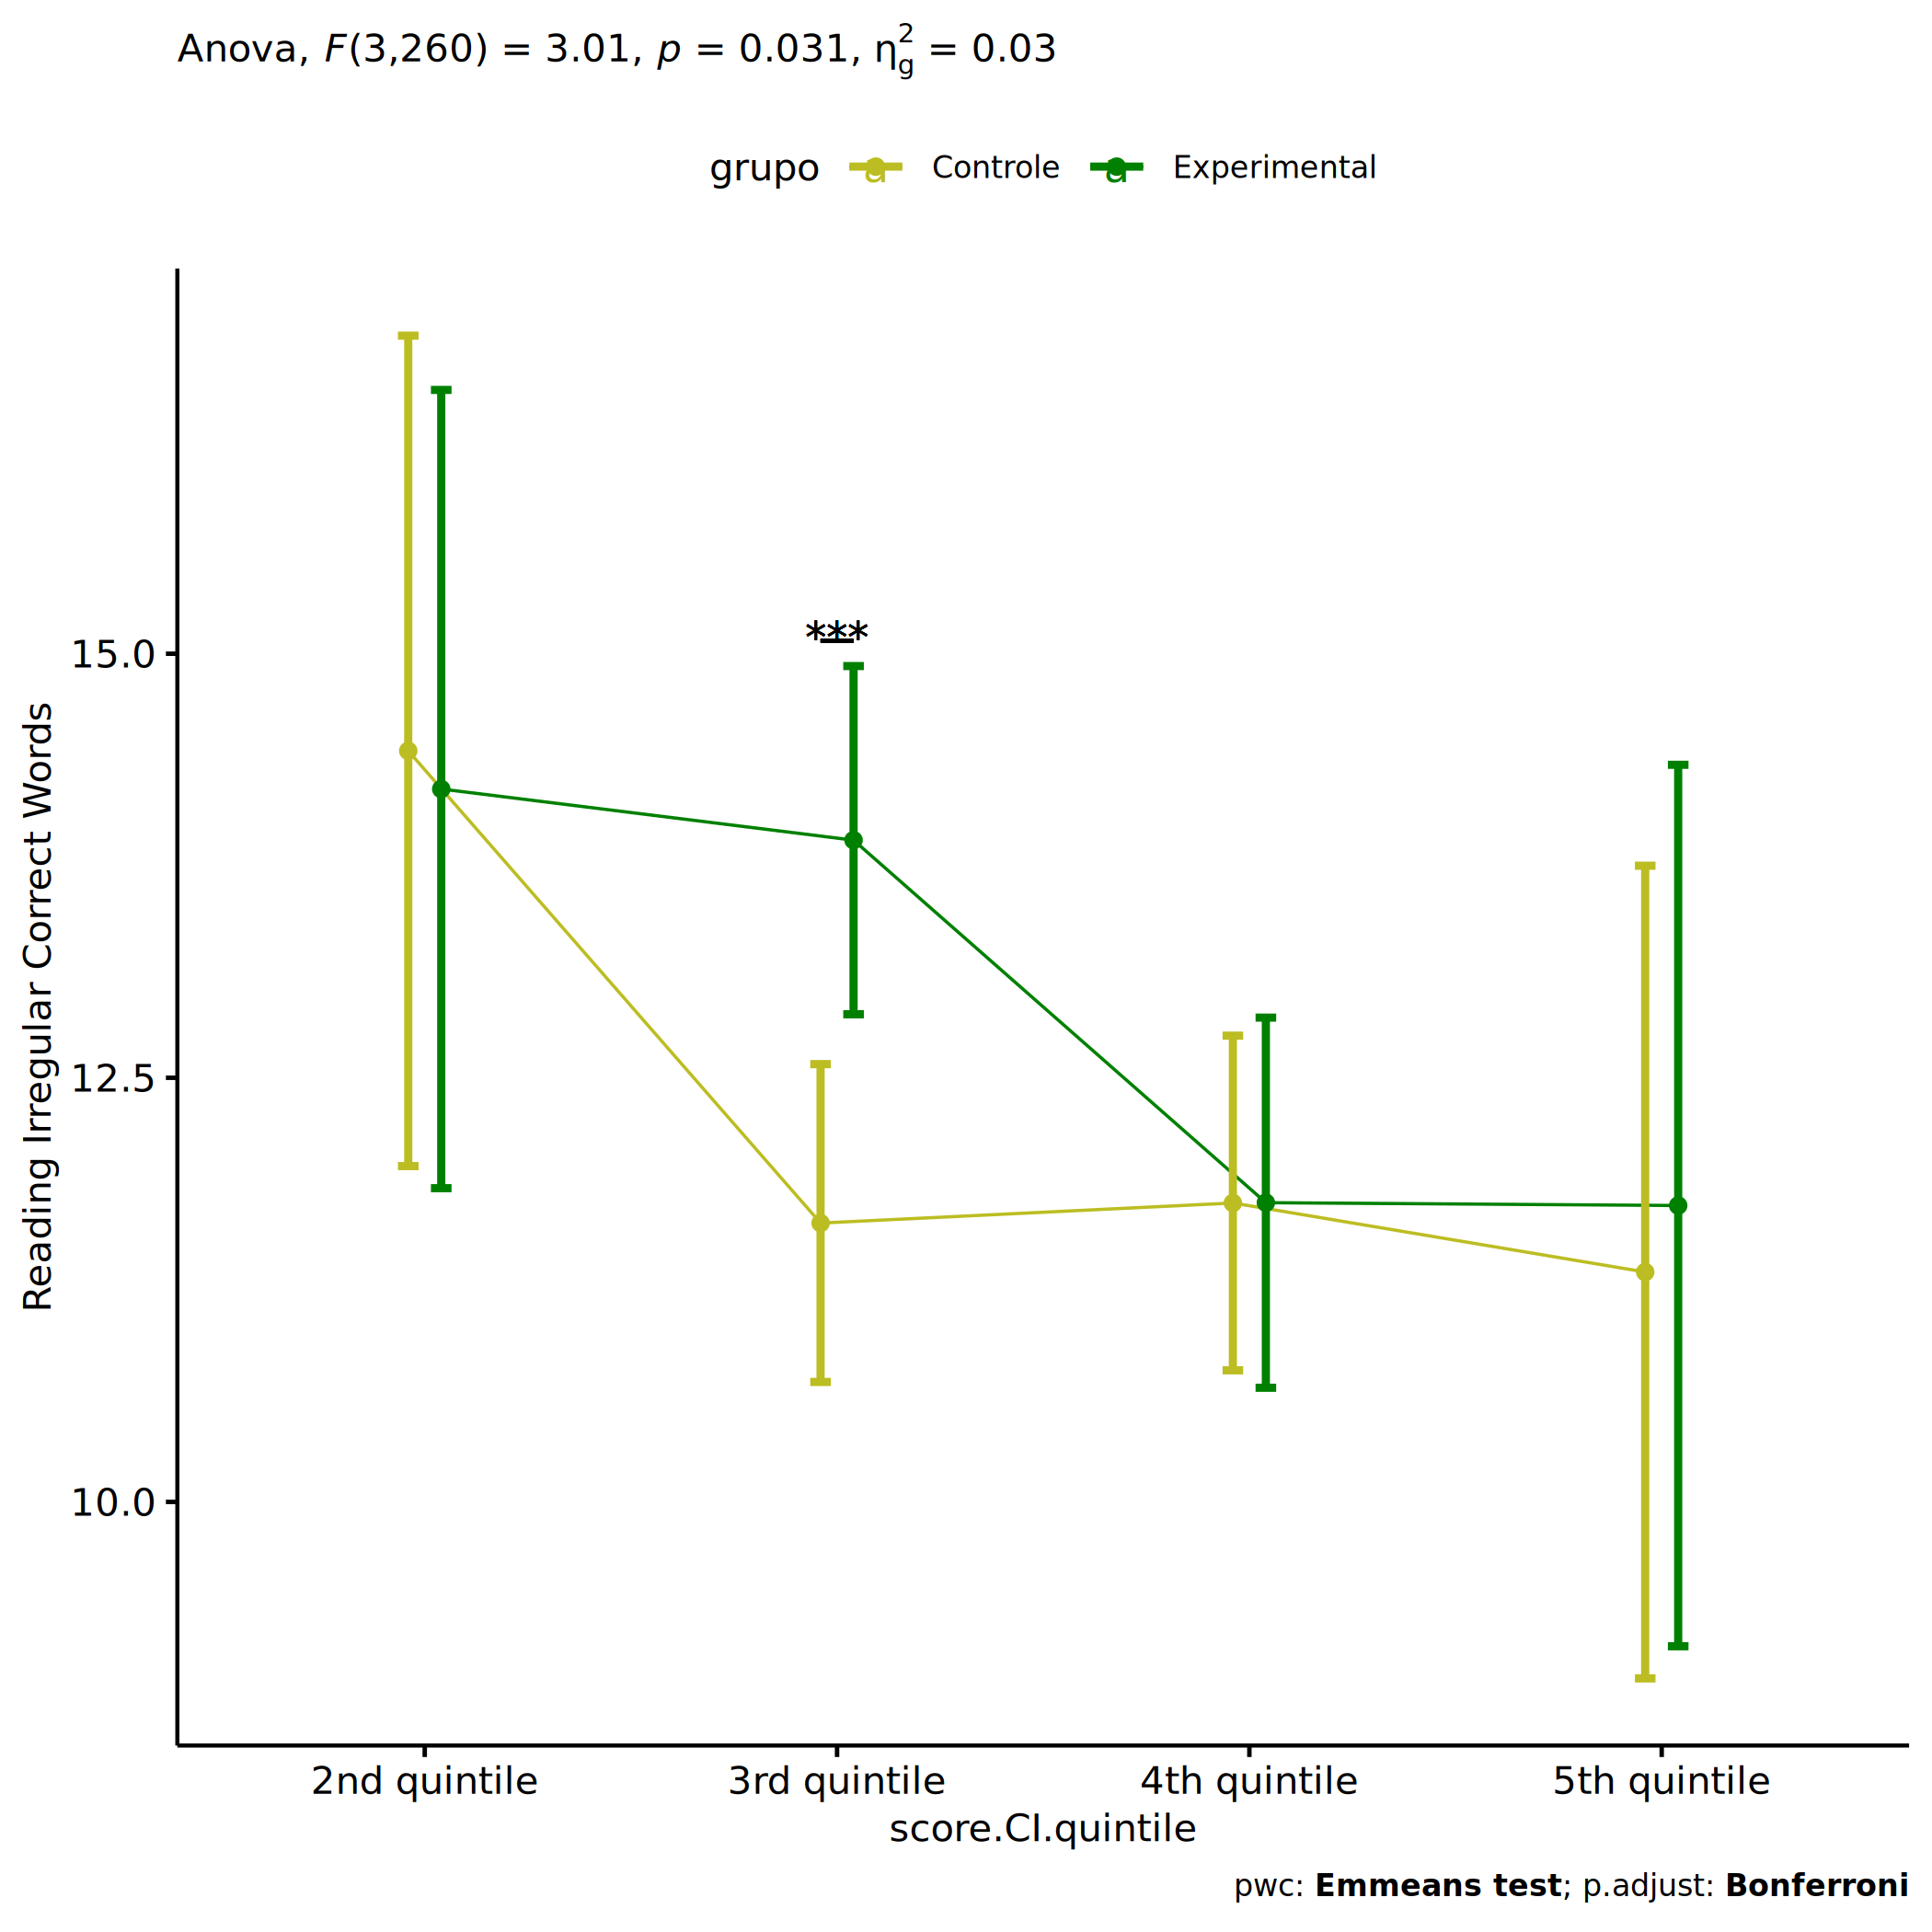 Anova, F(3,260) = 3.01, p = 0.031, η²g = 0.03
grupo a Controle a Experimental
***
15.0
12.5
10.0
Reading Irregular Correct Words
2nd quintile 3rd quintile 4th quintile 5th quintile
score.CI.quintile
pwc: Emmeans test; p.adjust: Bonferroni